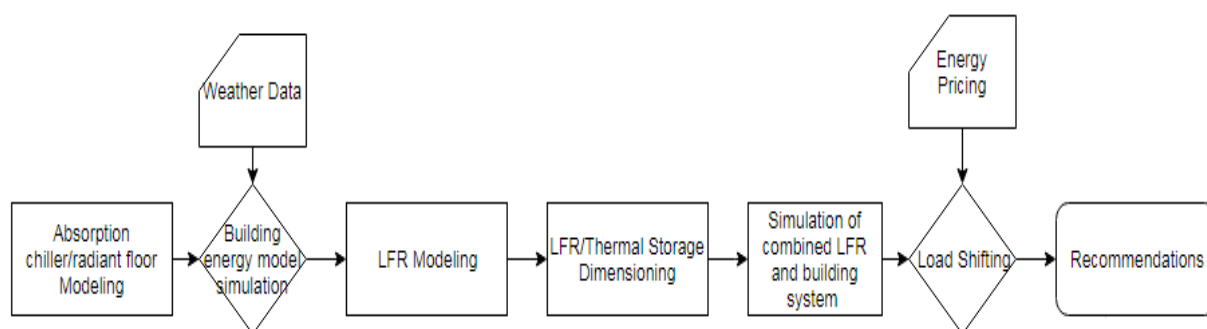 Weather Data
Energy
Pricing
Absorption
chiller/radiant floor
Modeling
Building
energy model
simulation
LFR Modeling
LFR/Thermal Storage
Dimensioning
Simulation of
combined LFR
and building
system
Load Shifting
Recommendations